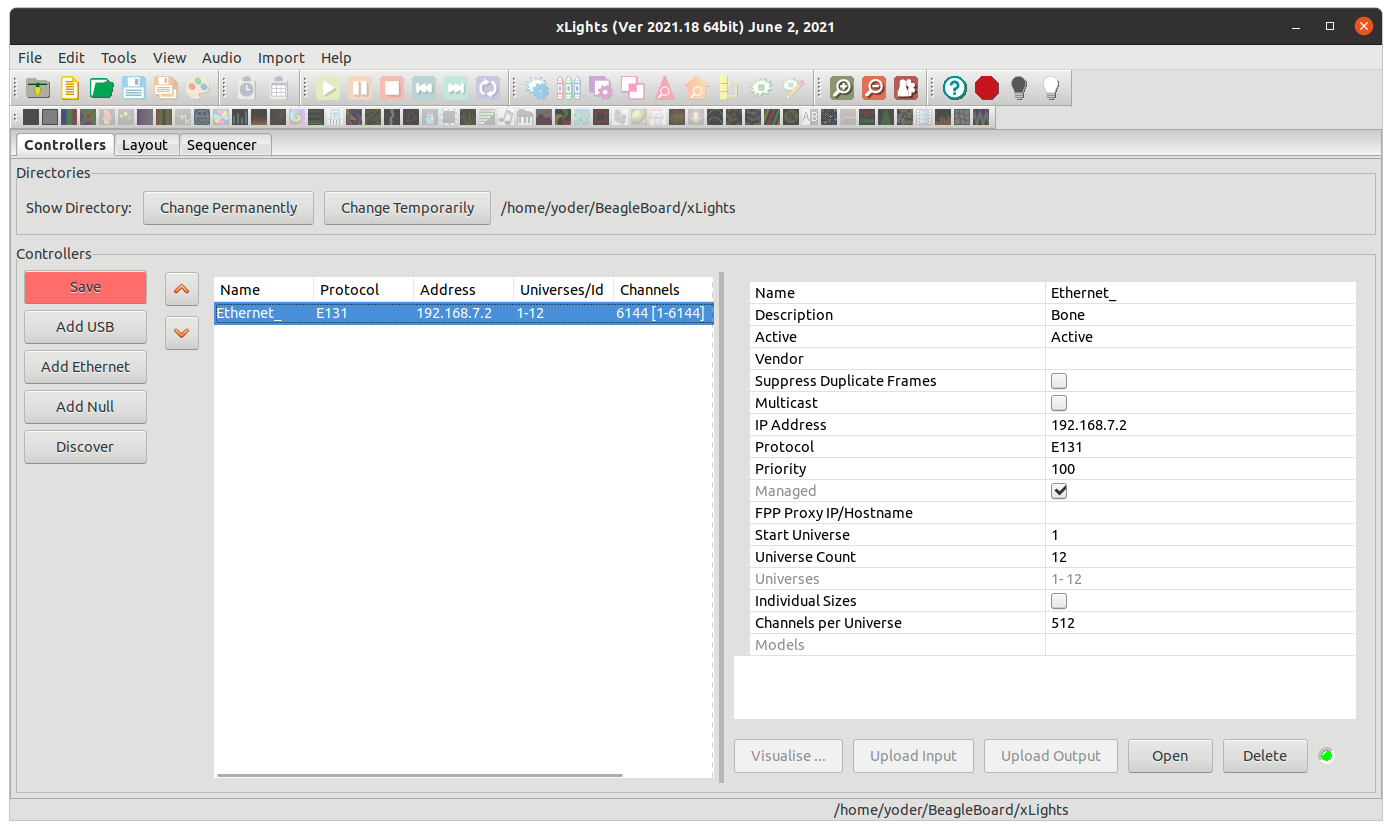 xLights (Ver 2021.18 64bit) June 2, 2021
File Edit Tools View Audio Import Help
Controllers Layout Sequencer
Directories
Show Directory: Change Permanently Change Temporarily /home/yoder/BeagleBoard/xLights
Controllers
Save
Add USB
Add Ethernet
Add Null
Discover
Name Protocol Address Universes/Id Channels
Ethernet_ E131 192.168.7.2 1-12 6144 [1-6144]
Name Ethernet_
Description Bone
Active Active
Vendor
Suppress Duplicate Frames
Multicast
IP Address 192.168.7.2
Protocol E131
Priority 100
Managed
FPP Proxy IP/Hostname
Start Universe 1
Universe Count 12
Universes 1- 12
Individual Sizes
Channels per Universe 512
Models
Visualise ... Upload Input Upload Output Open Delete
/home/yoder/BeagleBoard/xLights